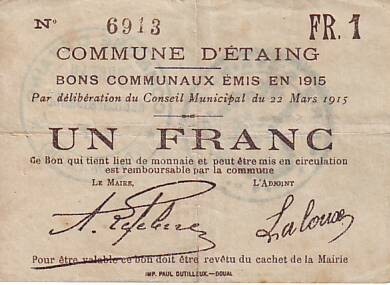 N° 6913 FR. 1
COMMUNE D'ÉTAING
BONS COMMUNAUX ÉMIS EN 1915
Par délibération du Conseil Municipal du 22 Mars 1915
UN FRANC
Ce Bon qui tient lieu de monnaie et peut être mis en circulation
est remboursable par la commune
LE MAIRE, L'ADJOINT
Pour être valable ce bon doit être revêtu du cachet de la Mairie
IMP. PAUL DUTILLEUX.—DOUAI